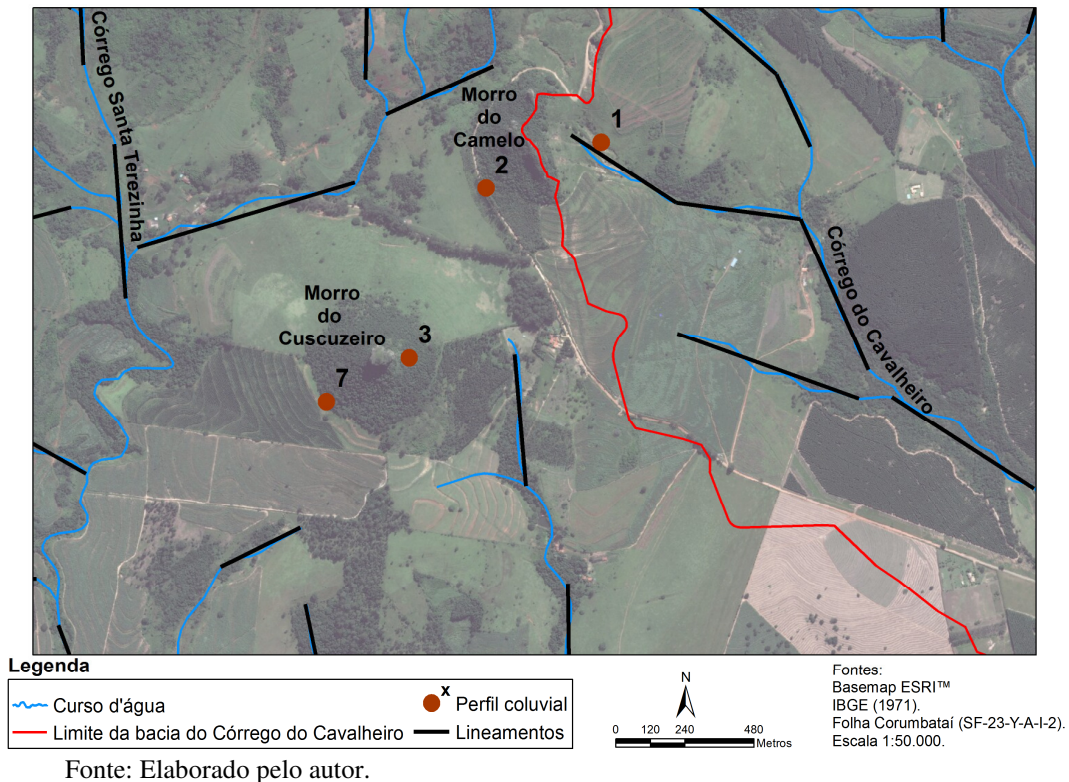 Córrego Santa Terezinha
Morro
do
Camelo
1
2
Córrego do Cavalheiro
Morro
do
Cuscuzeiro
3
7
Legenda
Curso d'água
x
Perfil coluvial
Limite da bacia do Córrego do Cavalheiro
Lineamentos
N
0 120 240 480
Metros
Fontes:
Basemap ESRI™
IBGE (1971).
Folha Corumbataí (SF-23-Y-A-I-2).
Escala 1:50.000.
Fonte: Elaborado pelo autor.